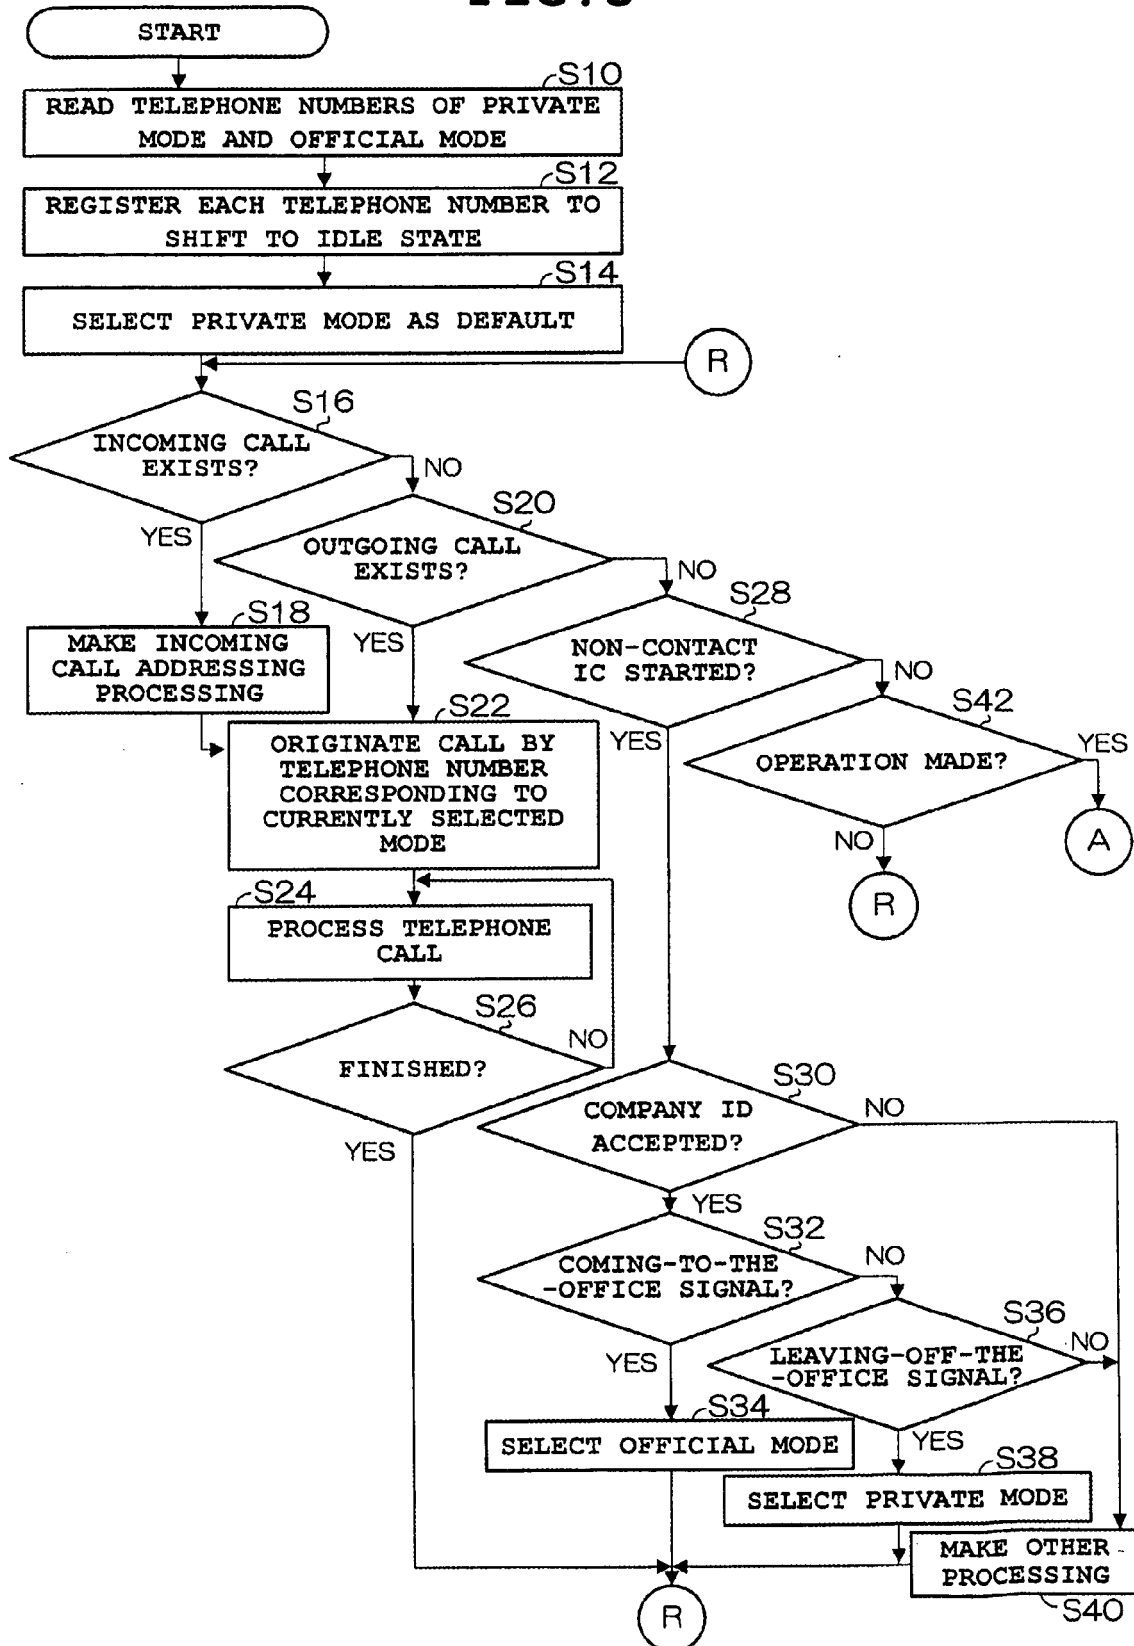 START
S10
READ TELEPHONE NUMBERS OF PRIVATE
MODE AND OFFICIAL MODE
S12
REGISTER EACH TELEPHONE NUMBER TO
SHIFT TO IDLE STATE
S14
SELECT PRIVATE MODE AS DEFAULT
R
S16
INCOMING CALL
EXISTS?
NO
YES
S20
OUTGOING CALL
EXISTS?
NO
YES
S18
MAKE INCOMING
CALL ADDRESSING
PROCESSING
S28
NON-CONTACT
IC STARTED?
NO
YES
S22
ORIGINATE CALL BY
TELEPHONE NUMBER
CORRESPONDING TO
CURRENTLY SELECTED
MODE
S42
OPERATION MADE?
YES
NO
A
R
S24
PROCESS TELEPHONE
CALL
S26
FINISHED?
NO
YES
S30
COMPANY ID
ACCEPTED?
NO
YES
S32
COMING-TO-THE
-OFFICE SIGNAL?
NO
YES
S36
LEAVING-OFF-THE
-OFFICE SIGNAL?
NO
YES
S34
SELECT OFFICIAL MODE
S38
SELECT PRIVATE MODE
MAKE OTHER
PROCESSING
S40
R